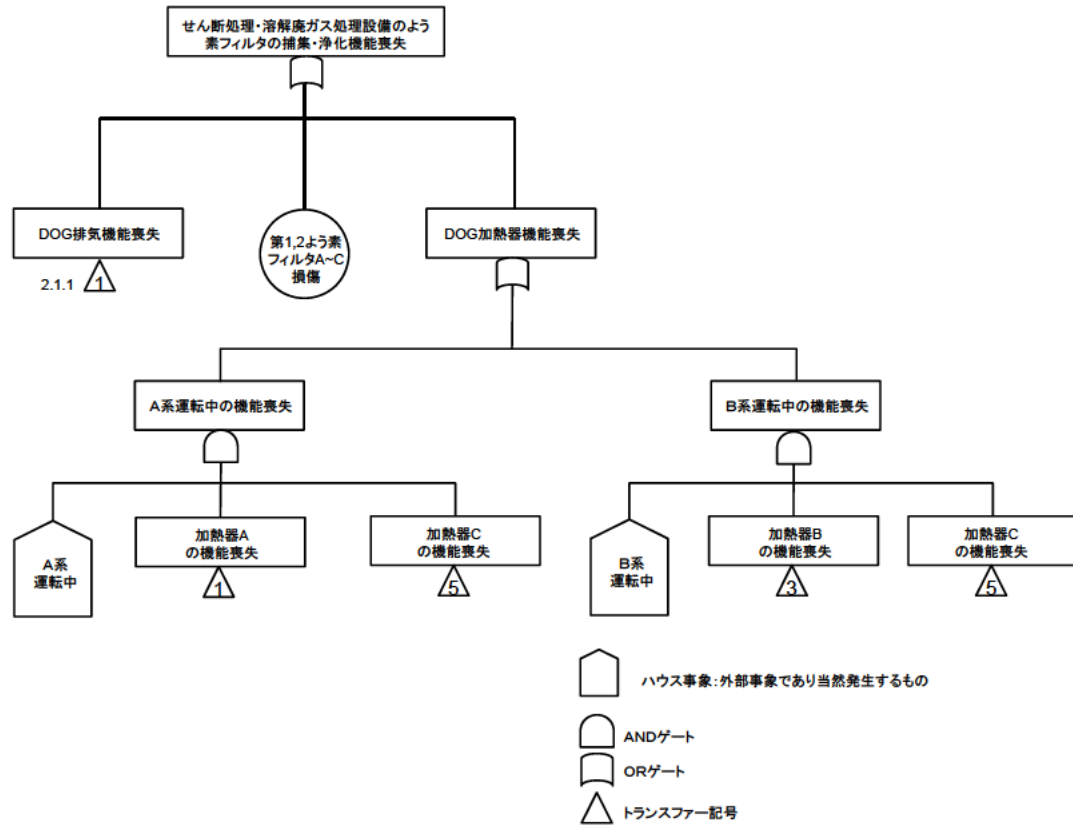 せん断処理・溶解廃ガス処理設備のよう
素フィルタの捕集・浄化機能喪失
DOG排気機能喪失
第1,2よう素
フィルタA~C
損傷
DOG加熱器機能喪失
2.1.1
1
A系運転中の機能喪失
B系運転中の機能喪失
A系
運転中
加熱器A
の機能喪失
1
加熱器C
の機能喪失
5
B系
運転中
加熱器B
の機能喪失
3
加熱器C
の機能喪失
5
ハウス事象:外部事象であり当然発生するもの
ANDゲート
ORゲート
トランスファー記号